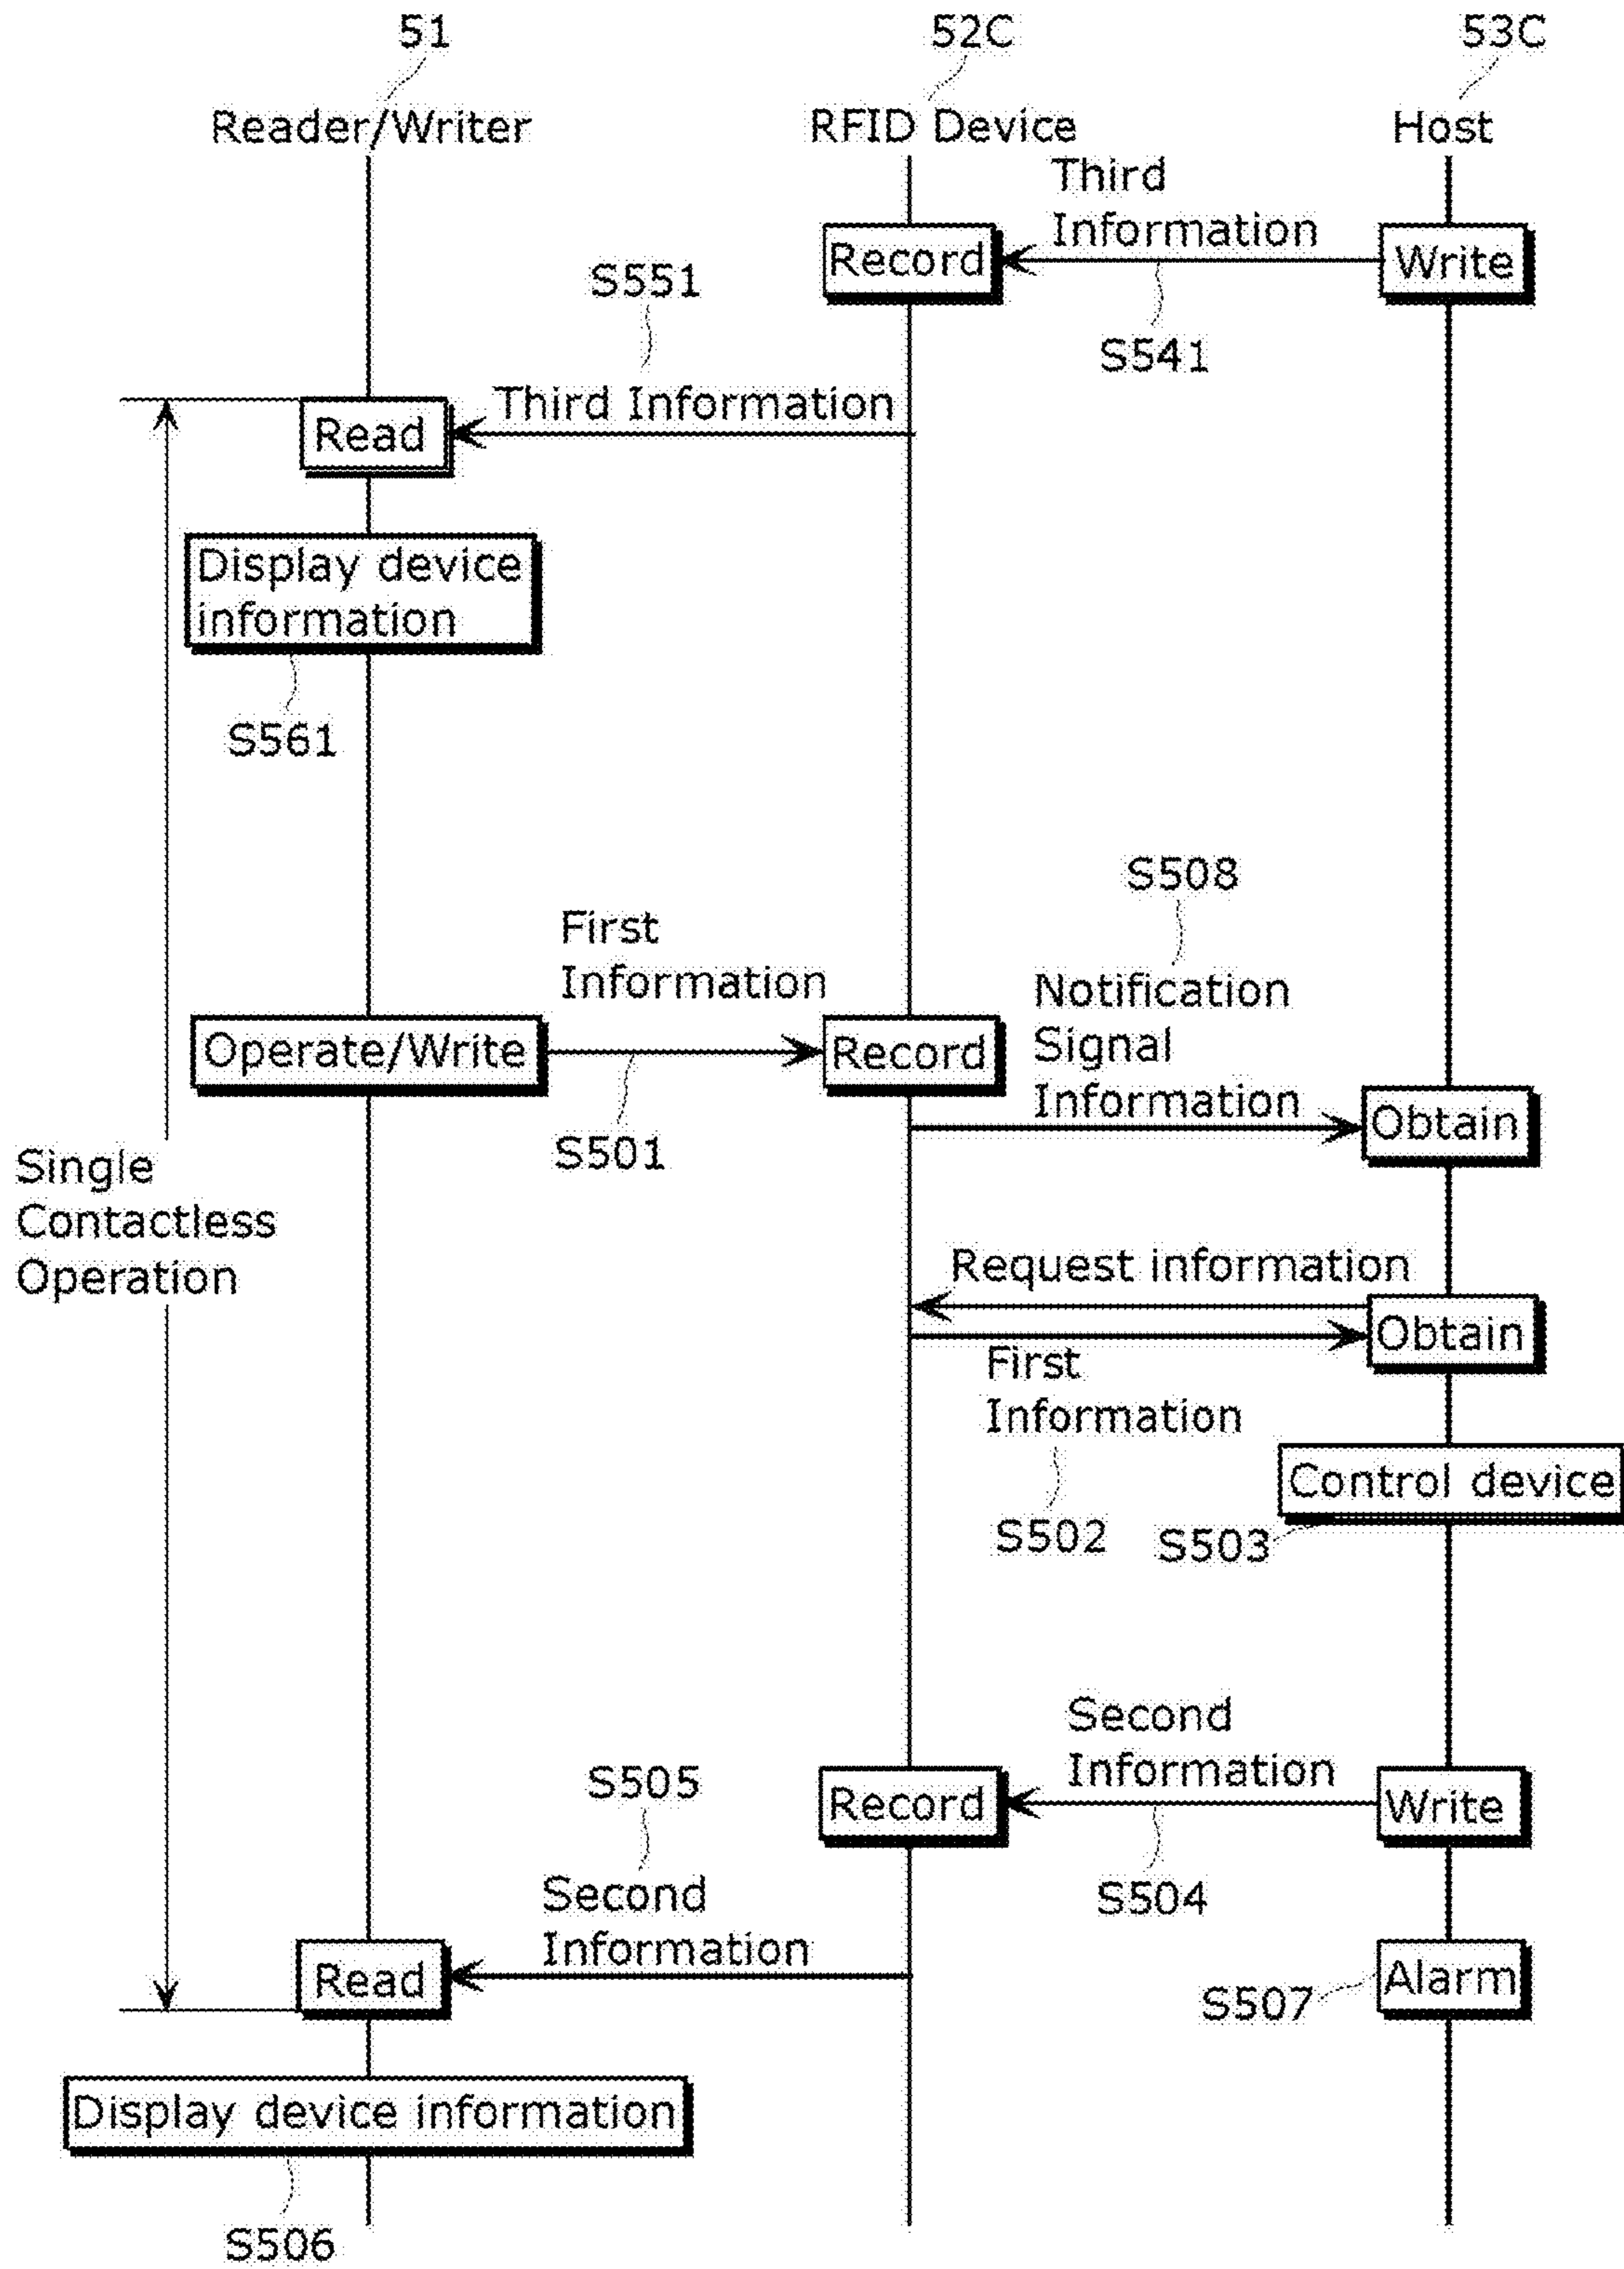 51
52C
53C
Reader/Writer
RFID Device
Host
Third
Information
Record
Write
S551
S541
Third Information
Read
Display device
information
S561
S508
First
Information
Notification
Signal
Information
Operate/Write
Record
Obtain
S501
Single
Contactless
Operation
Request information
Obtain
First
Information
Control device
S502
S503
Second
Information
Record
Write
S505
S504
Second
Information
Read
Alarm
S507
Display device information
S506